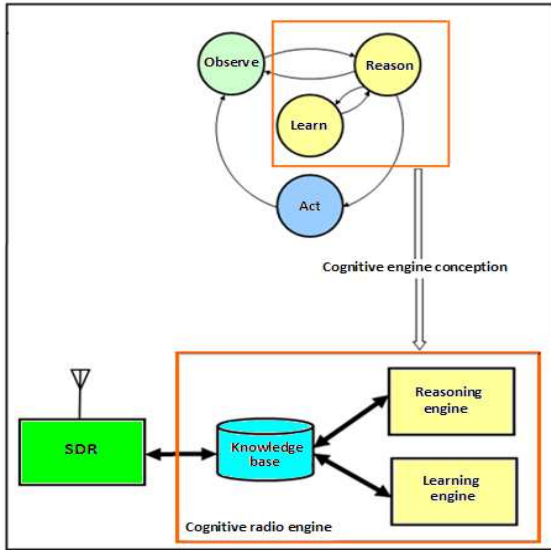 Observe
Reason
Learn
Act
Cognitive engine conception
SDR
Knowledge
base
Reasoning
engine
Learning
engine
Cognitive radio engine